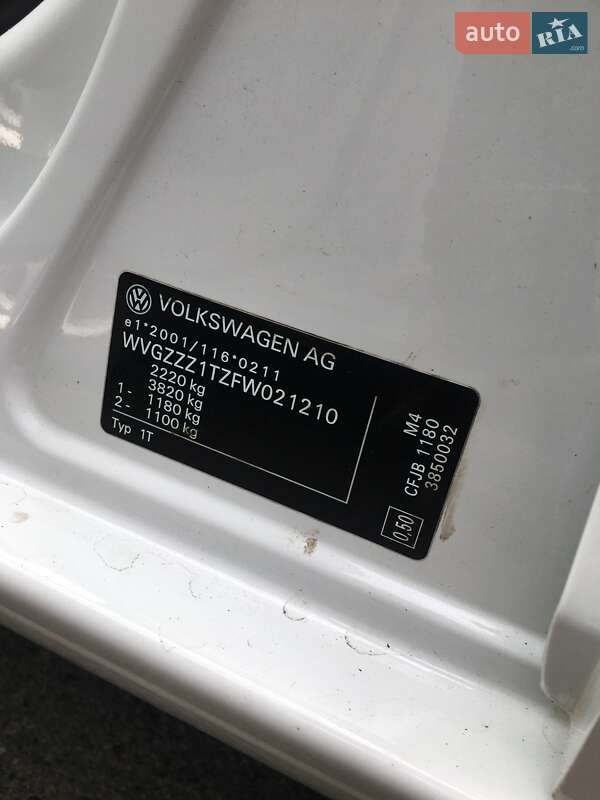 auto RIA .com
VOLKSWAGEN AG
e1*2001/116*0211
WVGZZZ1TZFW021210
2220 kg
1 - 3820 kg
2 - 1180 kg
1100 kg
Typ 1T
M4
CFJB 1180
3850032
0,50